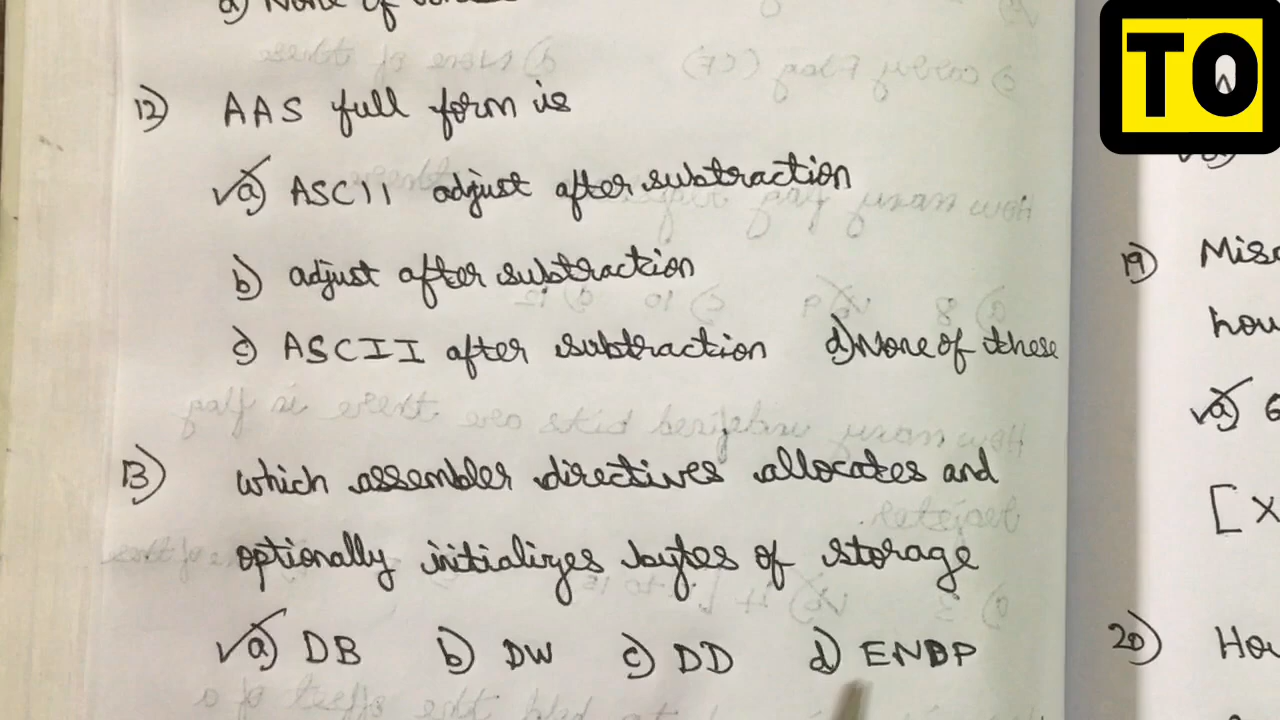 TO
12) AAS full form is
a) ASCII adjust after subtraction
b) adjust after subtraction
c) ASCII after subtraction d) None of these
13) which assembler directives allocates and
optionally initializes bytes of storage
a) DB b) DW c) DD d) ENDP
19)
20)